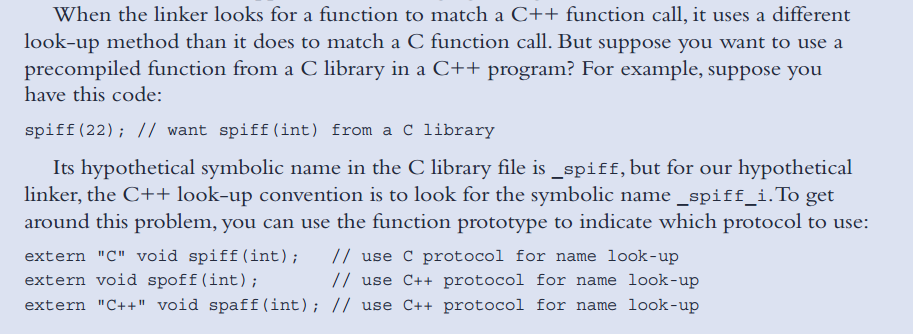 When the linker looks for a function to match a C++ function call, it uses a different
look-up method than it does to match a C function call. But suppose you want to use a
precompiled function from a C library in a C++ program? For example, suppose you
have this code:
spiff(22); // want spiff(int) from a C library
Its hypothetical symbolic name in the C library file is _spiff, but for our hypothetical
linker, the C++ look-up convention is to look for the symbolic name _spiff_i. To get
around this problem, you can use the function prototype to indicate which protocol to use:
extern "C" void spiff(int); // use C protocol for name look-up
extern void spoff(int); // use C++ protocol for name look-up
extern "C++" void spaff(int); // use C++ protocol for name look-up